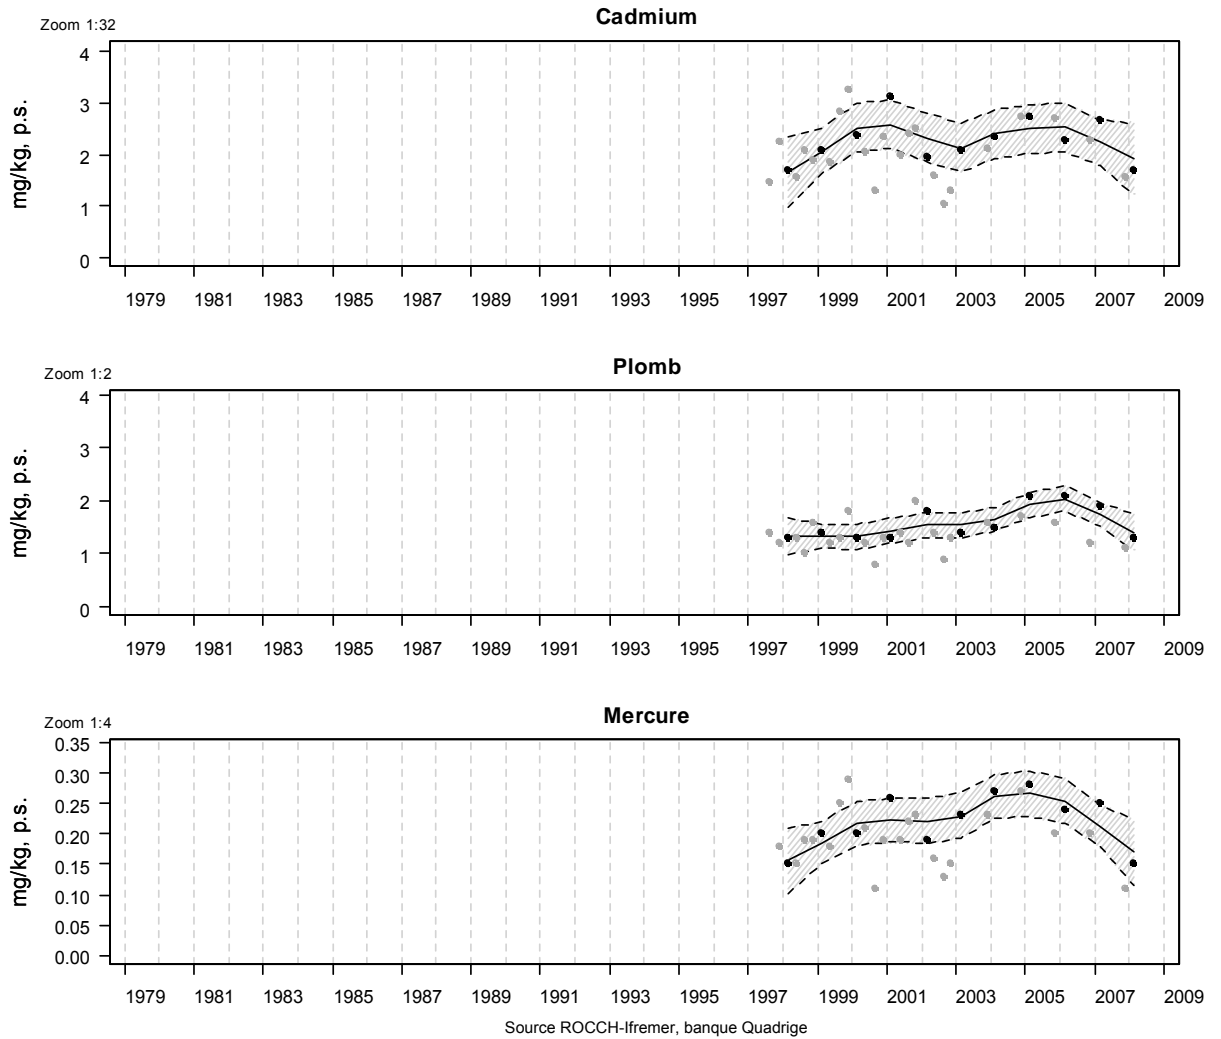 Cadmium
Zoom 1:32
mg/kg, p.s.
4
3
2
1
0
1979 1981 1983 1985 1987 1989 1991 1993 1995 1997 1999 2001 2003 2005 2007 2009
Plomb
Zoom 1:2
mg/kg, p.s.
4
3
2
1
0
1979 1981 1983 1985 1987 1989 1991 1993 1995 1997 1999 2001 2003 2005 2007 2009
Mercure
Zoom 1:4
mg/kg, p.s.
0.35
0.30
0.25
0.20
0.15
0.10
0.05
0.00
1979 1981 1983 1985 1987 1989 1991 1993 1995 1997 1999 2001 2003 2005 2007 2009
Source ROCCH-Ifremer, banque Quadrige